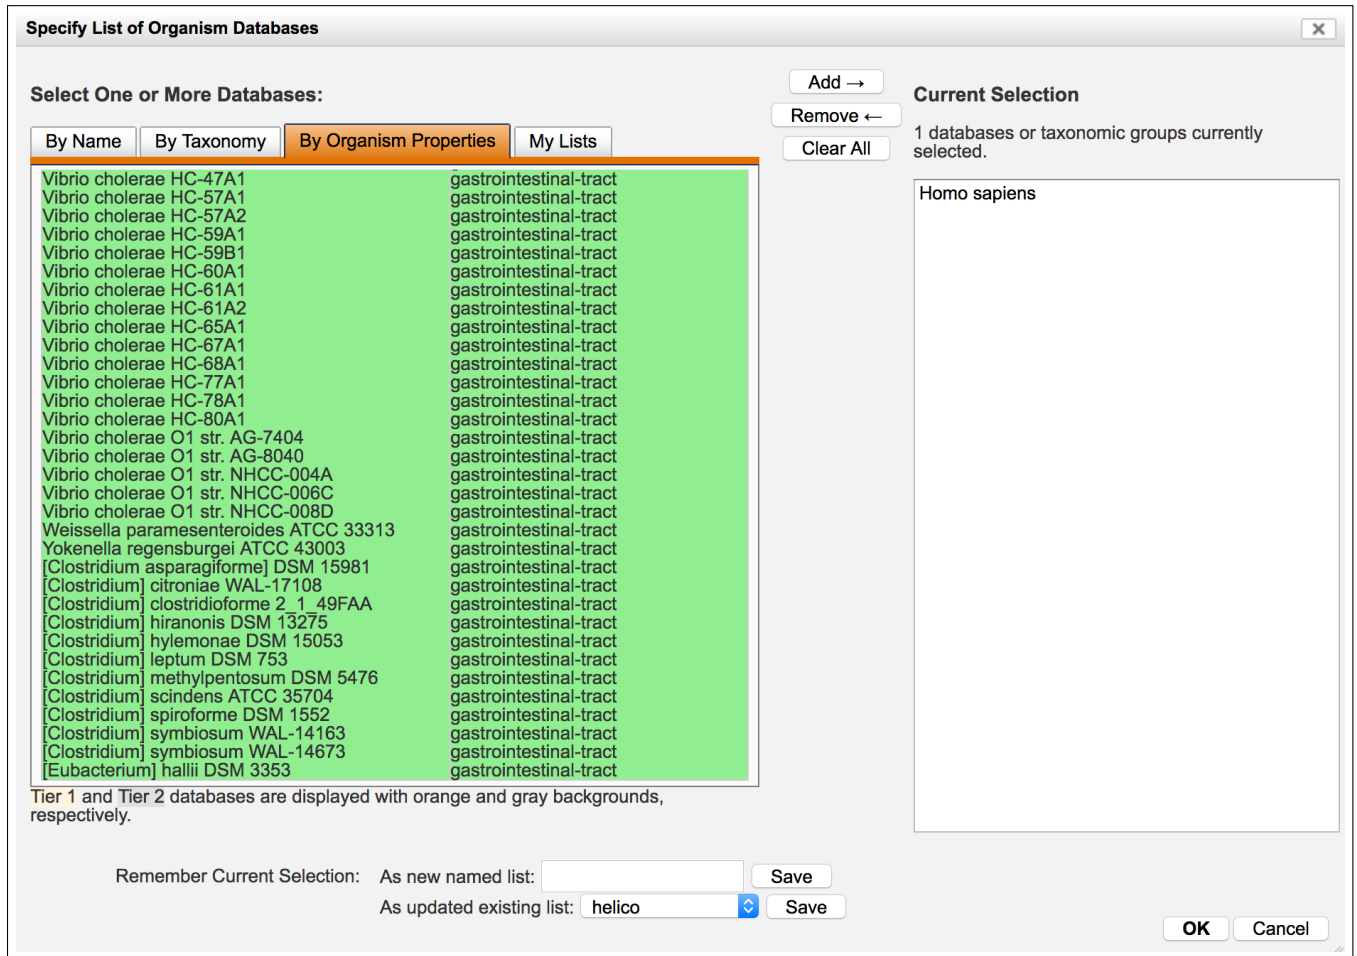 Specify List of Organism Databases
Select One or More Databases:
By Name
By Taxonomy
By Organism Properties
My Lists
Vibrio cholerae HC-47A1 gastrointestinal-tract
Vibrio cholerae HC-57A1 gastrointestinal-tract
Vibrio cholerae HC-57A2 gastrointestinal-tract
Vibrio cholerae HC-59A1 gastrointestinal-tract
Vibrio cholerae HC-59B1 gastrointestinal-tract
Vibrio cholerae HC-60A1 gastrointestinal-tract
Vibrio cholerae HC-61A1 gastrointestinal-tract
Vibrio cholerae HC-61A2 gastrointestinal-tract
Vibrio cholerae HC-65A1 gastrointestinal-tract
Vibrio cholerae HC-67A1 gastrointestinal-tract
Vibrio cholerae HC-68A1 gastrointestinal-tract
Vibrio cholerae HC-77A1 gastrointestinal-tract
Vibrio cholerae HC-78A1 gastrointestinal-tract
Vibrio cholerae HC-80A1 gastrointestinal-tract
Vibrio cholerae O1 str. AG-7404 gastrointestinal-tract
Vibrio cholerae O1 str. AG-8040 gastrointestinal-tract
Vibrio cholerae O1 str. NHCC-004A gastrointestinal-tract
Vibrio cholerae O1 str. NHCC-006C gastrointestinal-tract
Vibrio cholerae O1 str. NHCC-008D gastrointestinal-tract
Weissella paramesenteroides ATCC 33313 gastrointestinal-tract
Yokenella regensburgei ATCC 43003 gastrointestinal-tract
[Clostridium asparagiforme] DSM 15981 gastrointestinal-tract
[Clostridium] citroniae WAL-17108 gastrointestinal-tract
[Clostridium] clostridioforme 2_1_49FAA gastrointestinal-tract
[Clostridium] hiranonis DSM 13275 gastrointestinal-tract
[Clostridium] hylemonae DSM 15053 gastrointestinal-tract
[Clostridium] leptum DSM 753 gastrointestinal-tract
[Clostridium] methylpentosum DSM 5476 gastrointestinal-tract
[Clostridium] scindens ATCC 35704 gastrointestinal-tract
[Clostridium] spiroforme DSM 1552 gastrointestinal-tract
[Clostridium] symbiosum WAL-14163 gastrointestinal-tract
[Clostridium] symbiosum WAL-14673 gastrointestinal-tract
[Eubacterium] hallii DSM 3353 gastrointestinal-tract
Tier 1 and Tier 2 databases are displayed with orange and gray backgrounds,
respectively.
Add →
Remove ←
Clear All
Current Selection
1 databases or taxonomic groups currently
selected.
Homo sapiens
Remember Current Selection: As new named list: Save
As updated existing list: helico Save
OK Cancel